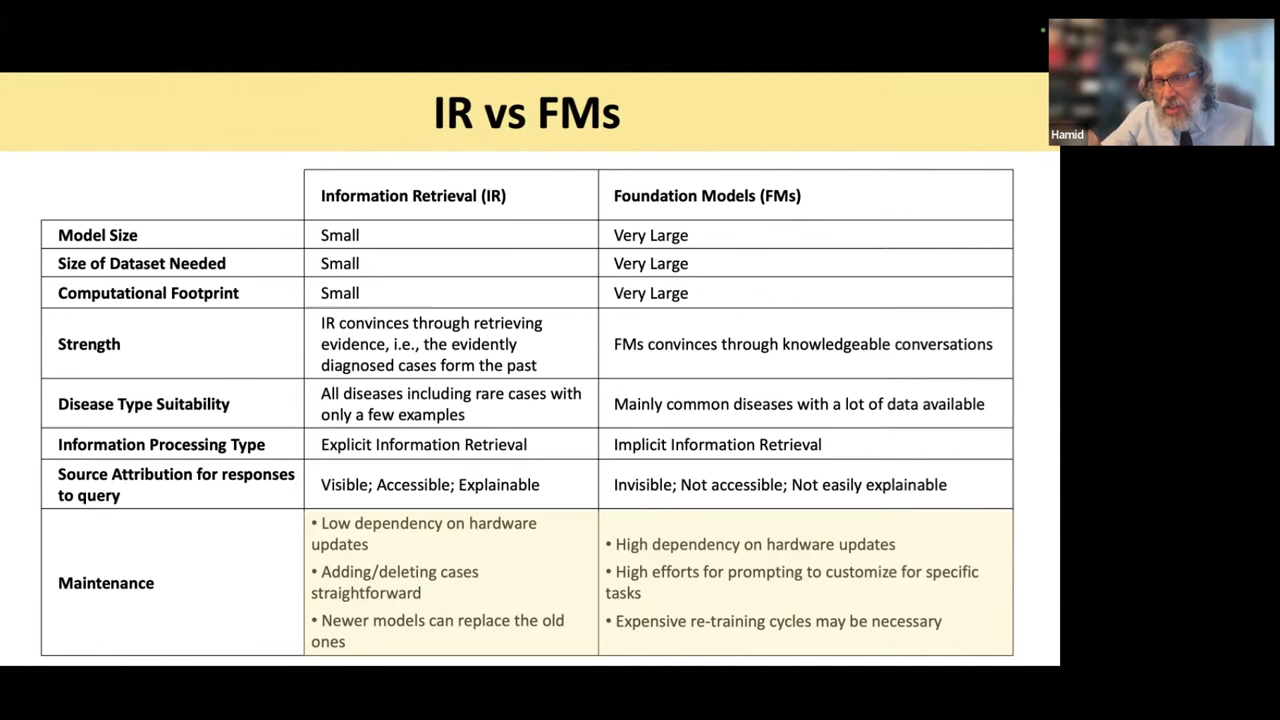 IR vs FMs
Hamid
Information Retrieval (IR)
Foundation Models (FMs)
Model Size
Small
Very Large
Size of Dataset Needed
Small
Very Large
Computational Footprint
Small
Very Large
Strength
IR convinces through retrieving
evidence, i.e., the evidently
diagnosed cases form the past
FMs convinces through knowledgeable conversations
Disease Type Suitability
All diseases including rare cases with
only a few examples
Mainly common diseases with a lot of data available
Information Processing Type
Explicit Information Retrieval
Implicit Information Retrieval
Source Attribution for responses
to query
Visible; Accessible; Explainable
Invisible; Not accessible; Not easily explainable
Maintenance
• Low dependency on hardware
updates
• Adding/deleting cases
straightforward
• Newer models can replace the old
ones
• High dependency on hardware updates
• High efforts for prompting to customize for specific
tasks
• Expensive re-training cycles may be necessary